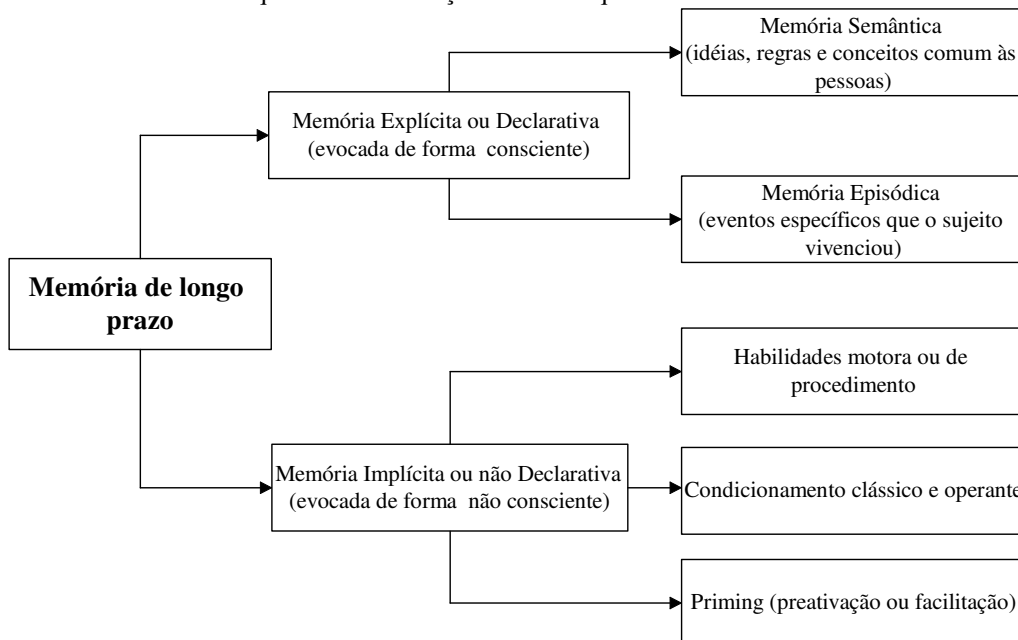 Memória Semântica
(idéias, regras e conceitos comum às
pessoas)
Memória Explícita ou Declarativa
(evocada de forma consciente)
Memória Episódica
(eventos específicos que o sujeito
vivenciou)
Memória de longo
prazo
Habilidades motora ou de
procedimento
Memória Implícita ou não Declarativa
(evocada de forma não consciente)
Condicionamento clássico e operante
Priming (preativação ou facilitação)